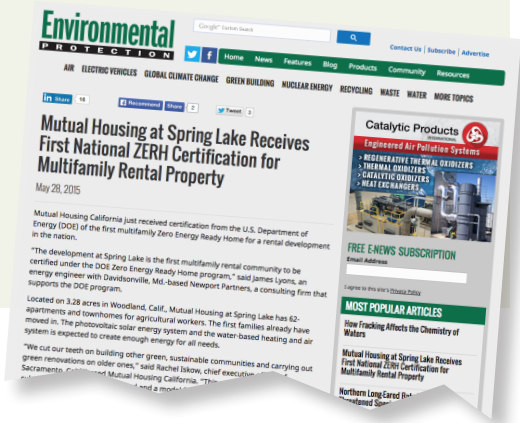 Environmental
PROTECTION
Google™ Custom Search
Contact Us | Subscribe | Advertise
Home News Features Blog Products Community Resources
AIR ELECTRIC VEHICLES GLOBAL CLIMATE CHANGE GREEN BUILDING NUCLEAR ENERGY RECYCLING WASTE WATER MORE TOPICS
in Share 16 Recommend Share 2 Tweet 5
Mutual Housing at Spring Lake Receives
First National ZERH Certification for
Multifamily Rental Property
May 28, 2015
Mutual Housing California just received certification from the U.S. Department of
Energy (DOE) of the first multifamily Zero Energy Ready Home for a rental development
in the nation.
"The development at Spring Lake is the first multifamily rental community to be
certified under the DOE Zero Energy Ready Home program," said James Lyons, an
energy engineer with Davidsonville, Md.-based Newport Partners, a consulting firm that
supports the DOE program.
Located on 3.28 acres in Woodland, Calif., Mutual Housing at Spring Lake has 62-
apartments and townhomes for agricultural workers. The first families already have
moved in. The photovoltaic solar energy system and the water-based heating and air
system is expected to create enough energy for all needs.
"We cut our teeth on building other green, sustainable communities and carrying out
green renovations on older ones," said Rachel Iskow, chief executive
Sacramento, Mutual Housing California.
and a
Catalytic Products
INTERNATIONAL
Engineered Air Pollution Systems
> REGENERATIVE THERMAL OXIDIZERS
> THERMAL OXIDIZERS
> CATALYTIC OXIDIZERS
> HEAT EXCHANGERS
FREE E-NEWS SUBSCRIPTION
Email Address
I agree to this site's Privacy Policy
MOST POPULAR ARTICLES
How Fracking Affects the Chemistry of
Waters
Mutual Housing at Spring Lake Receives
First National ZERH Certification for
Multifamily Rental Property
Northern Long-Eared